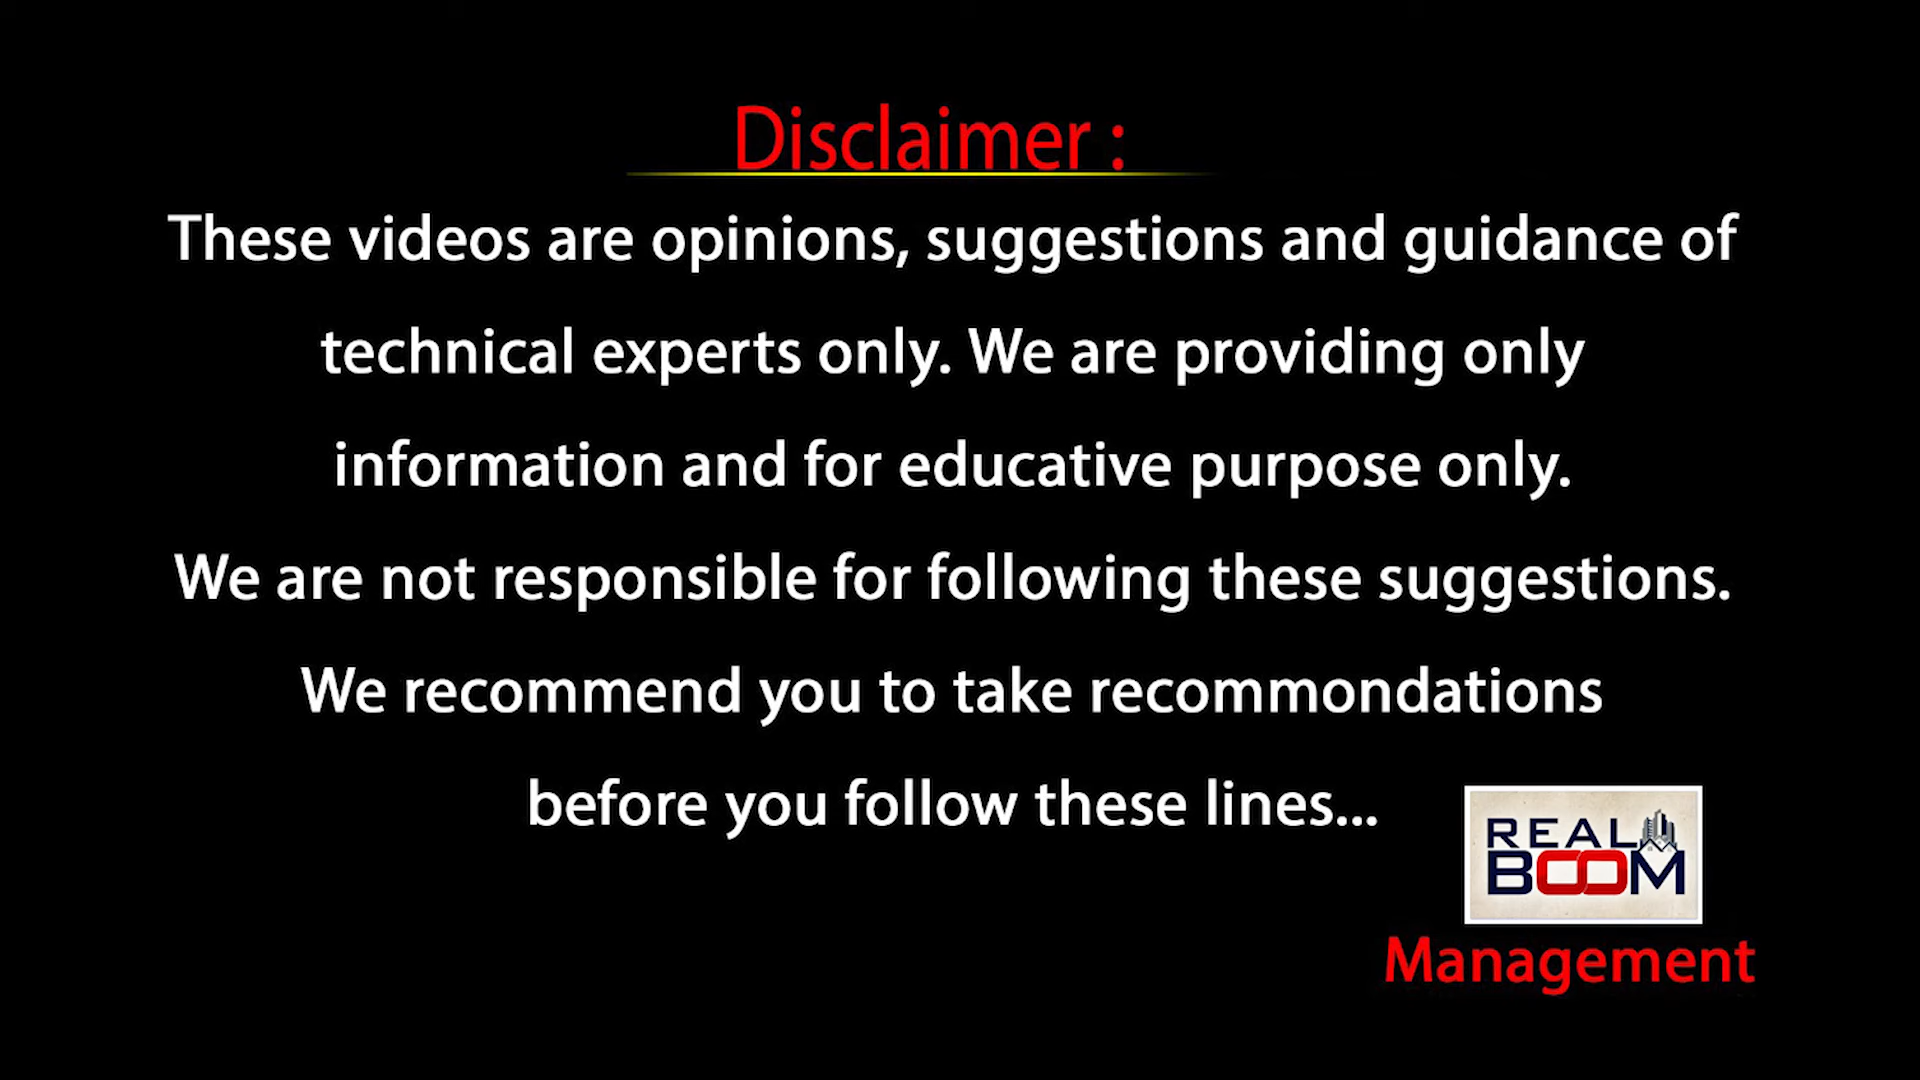 Disclaimer :
These videos are opinions, suggestions and guidance of
technical experts only. We are providing only
information and for educative purpose only.
We are not responsible for following these suggestions.
We recommend you to take recommondations
before you follow these lines...
REAL
BOOM
Management